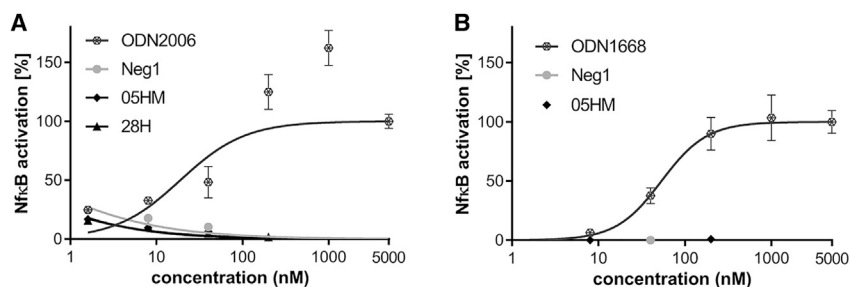 A
NfκB activation [%]
150
100
50
0
ODN2006
Neg1
05HM
28H
1
10
100
1000
5000
concentration (nM)
B
NfκB activation [%]
150
100
50
0
ODN1668
Neg1
05HM
1
10
100
1000
5000
concentration (nM)